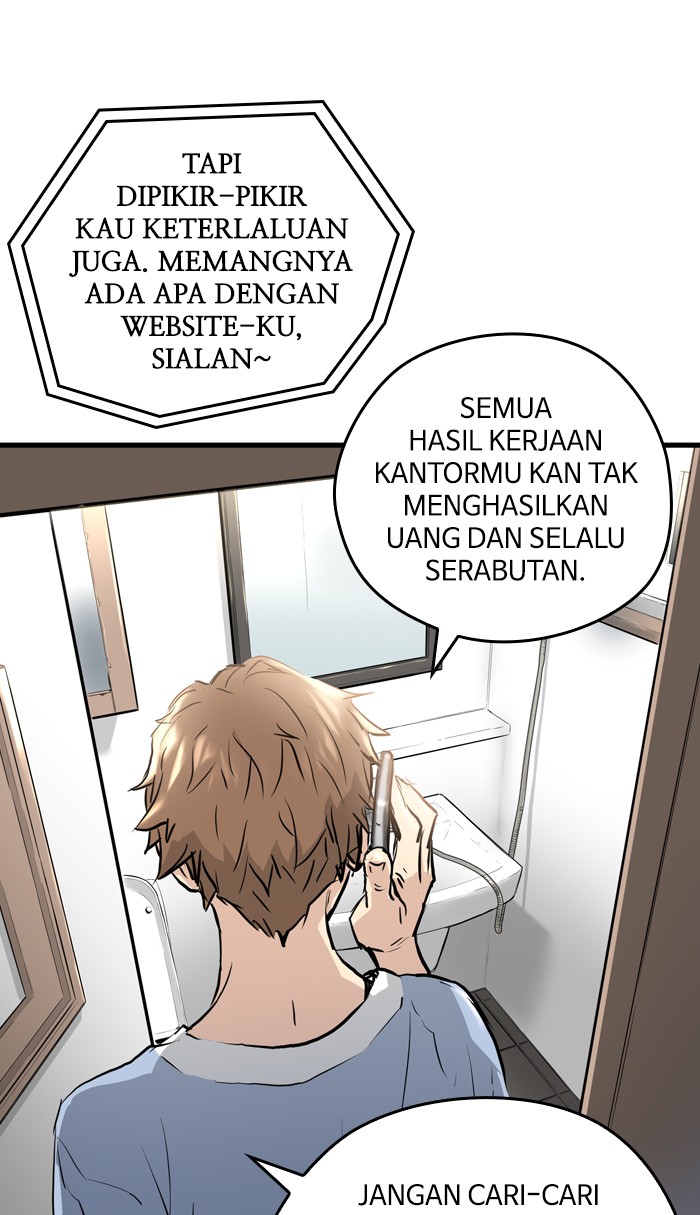 TAPI
DIPIKIR-PIKIR
KAU KETERLALUAN
JUGA. MEMANGNYA
ADA APA DENGAN
WEBSITE-KU,
SIALAN~
SEMUA
HASIL KERJAAN
KANTORMU KAN TAK
MENGHASILKAN
UANG DAN SELALU
SERABUTAN.
JANGAN CARI-CARI